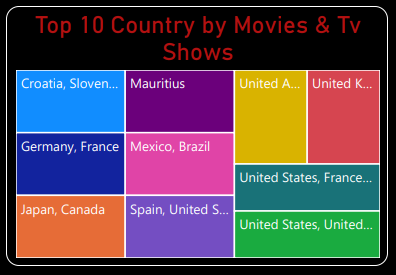 Top 10 Country by Movies & Tv
Shows
Croatia, Sloven...
Mauritius
United A...
United K...
Germany, France
Mexico, Brazil
United States, France...
Japan, Canada
Spain, United S...
United States, United...